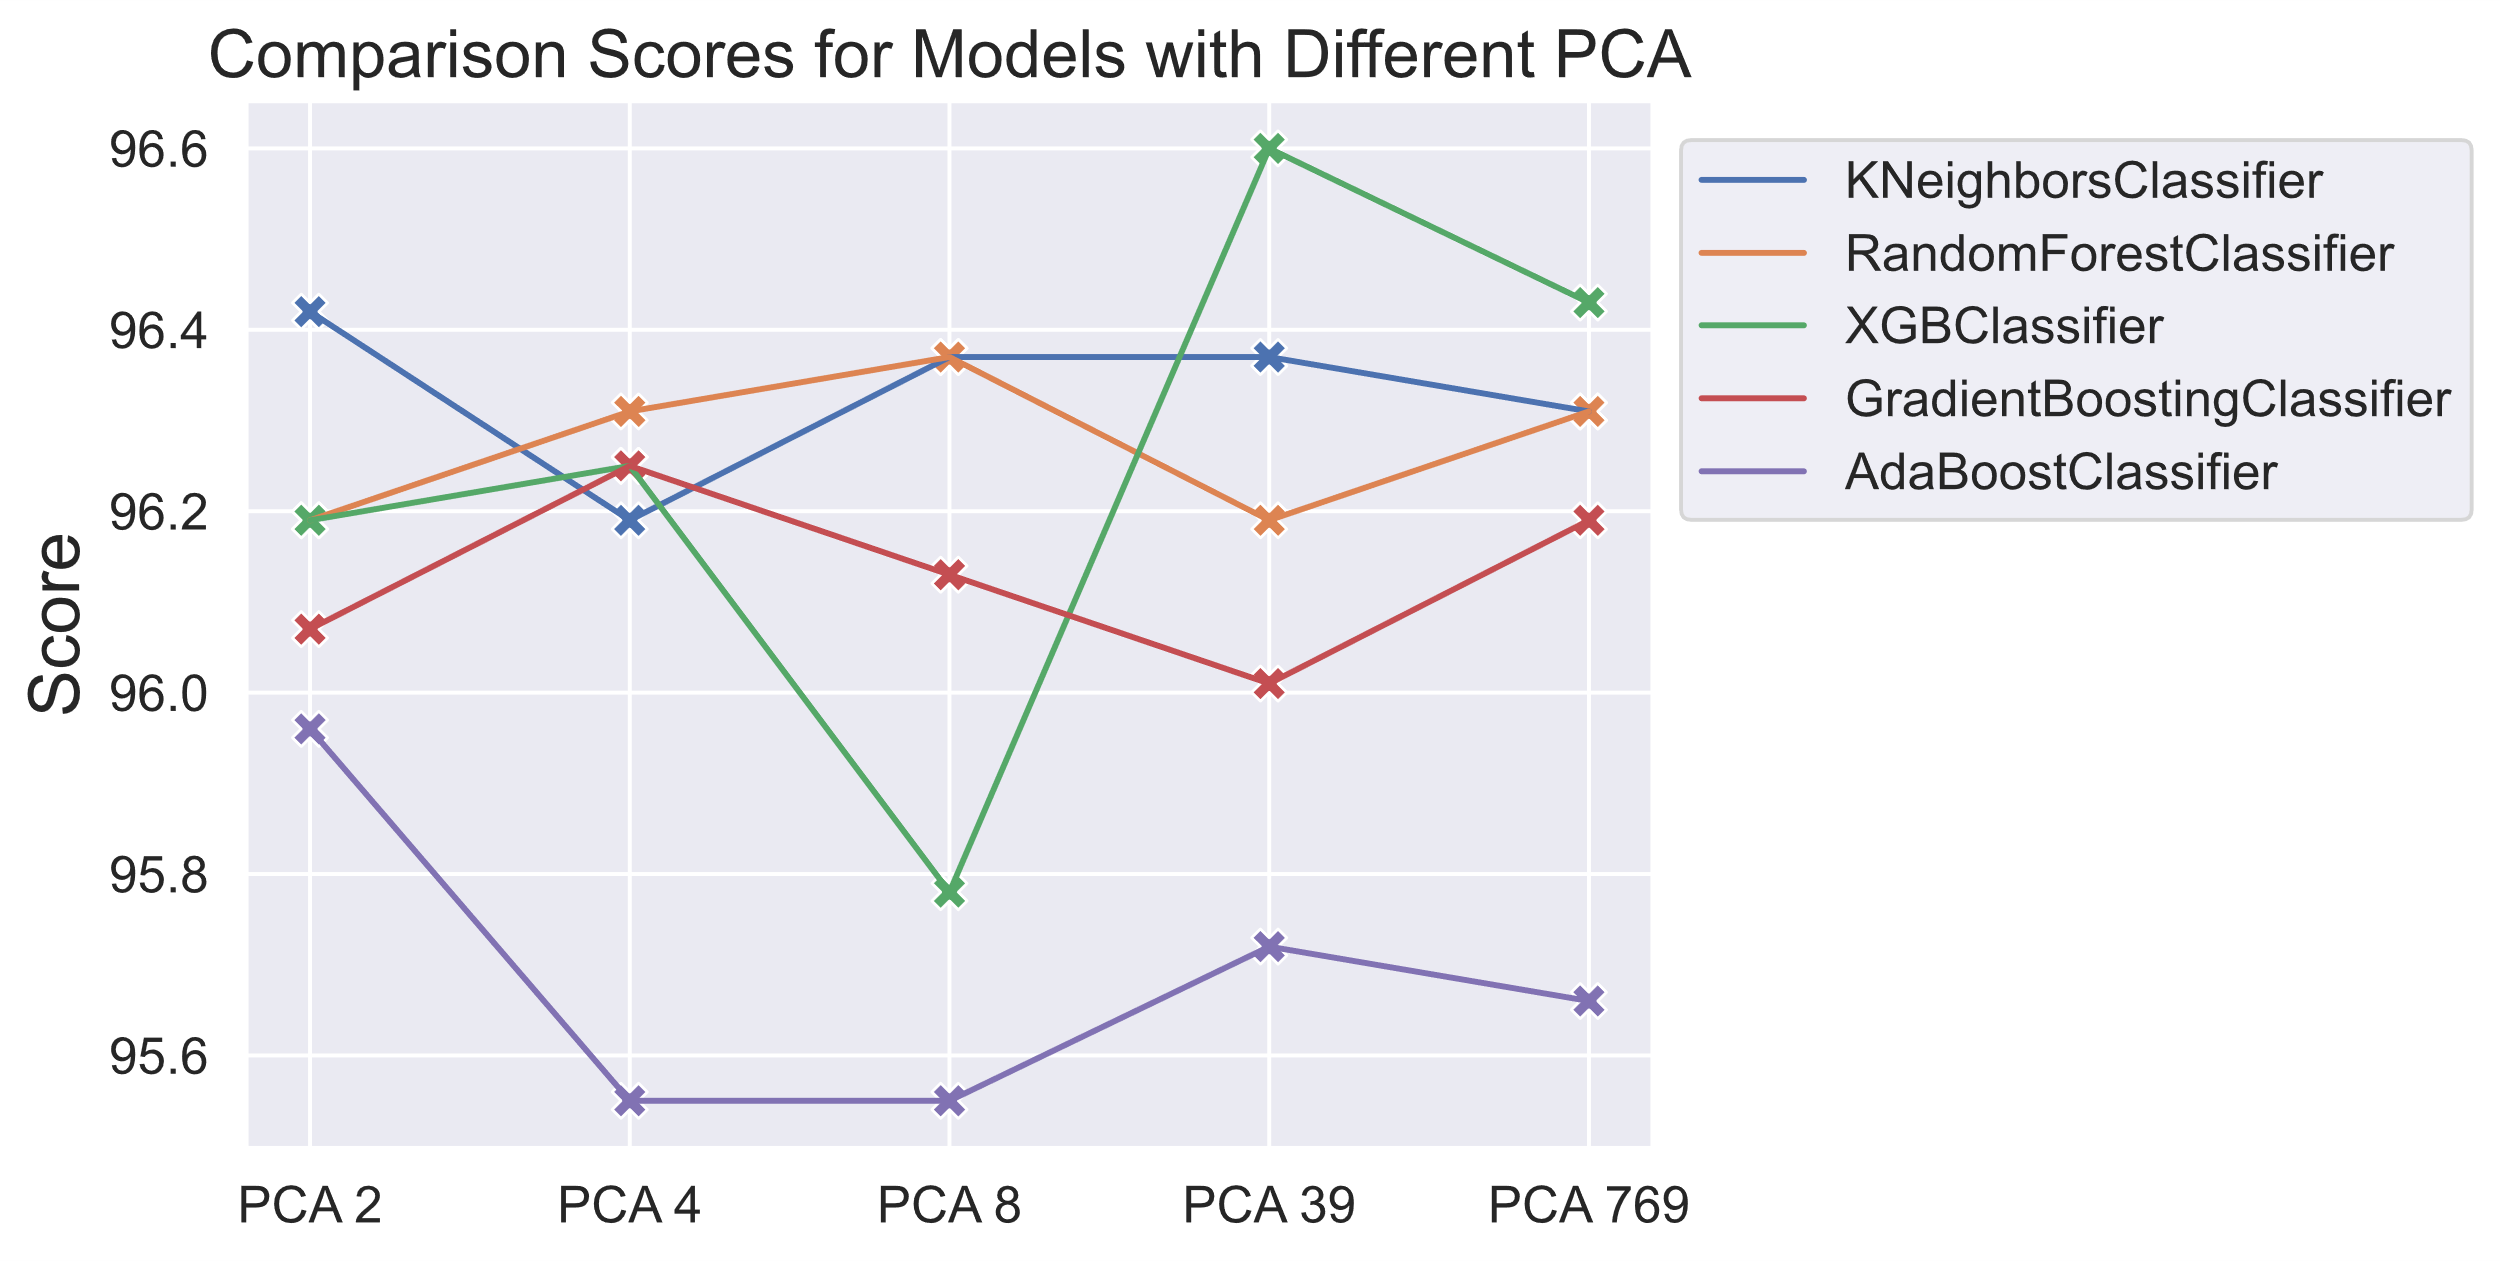 Comparison Scores for Models with Different PCA
Score
96.6
96.4
96.2
96.0
95.8
95.6
PCA 2
PCA 4
PCA 8
PCA 39
PCA 769
KNeighborsClassifier
RandomForestClassifier
XGBClassifier
GradientBoostingClassifier
AdaBoostClassifier